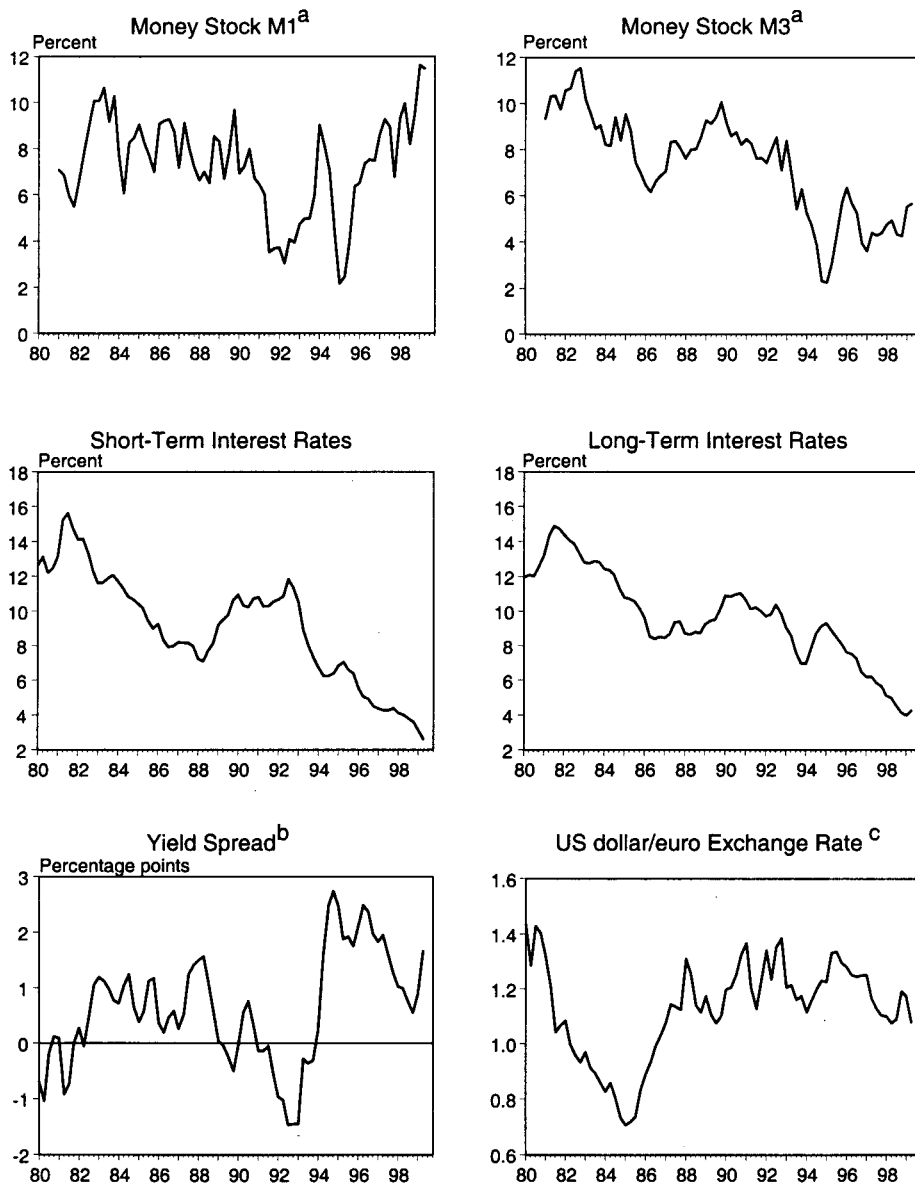 Money Stock M1a
Percent
12
10
8
6
4
2
0
80 82 84 86 88 90 92 94 96 98
Money Stock M3a
Percent
12
10
8
6
4
2
0
80 82 84 86 88 90 92 94 96 98
Short-Term Interest Rates
Percent
18
16
14
12
10
8
6
4
2
80 82 84 86 88 90 92 94 96 98
Long-Term Interest Rates
Percent
18
16
14
12
10
8
6
4
2
80 82 84 86 88 90 92 94 96 98
Yield Spreadb
Percentage points
3
2
1
0
-1
-2
80 82 84 86 88 90 92 94 96 98
US dollar/euro Exchange Rate c
1.6
1.4
1.2
1.0
0.8
0.6
80 82 84 86 88 90 92 94 96 98